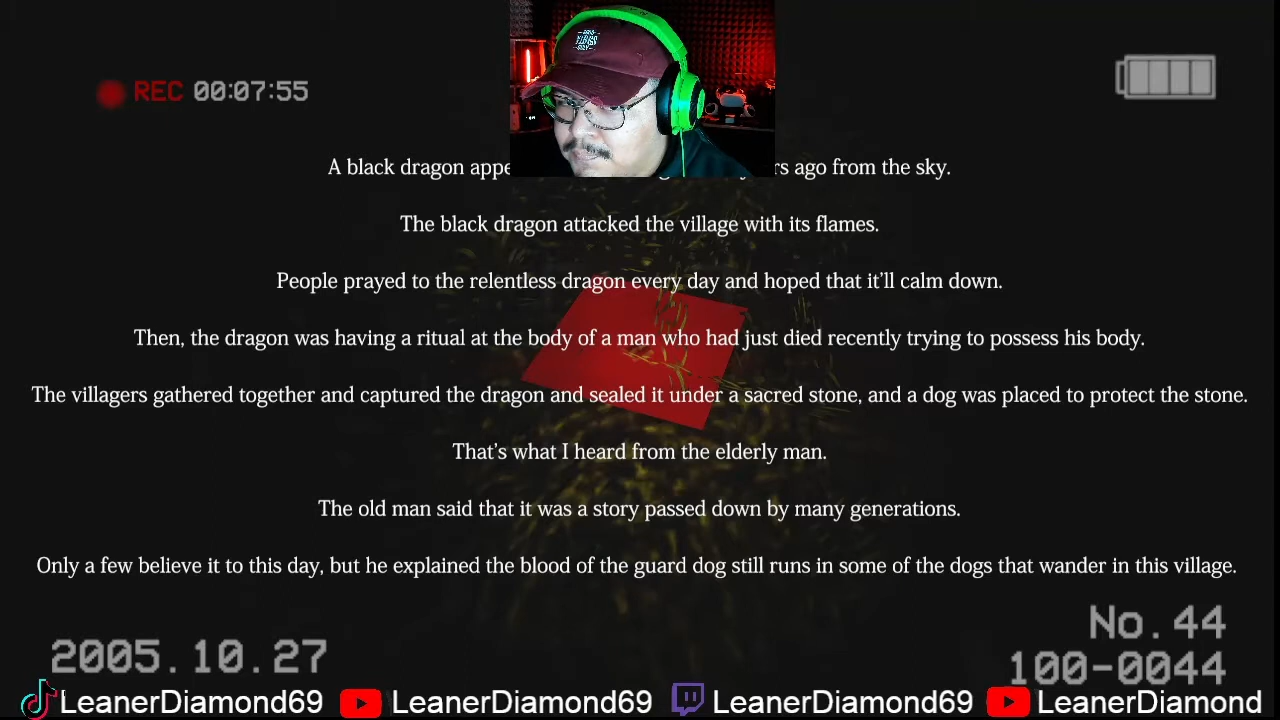 REC 00:07:55
A black dragon appe rs ago from the sky.
The black dragon attacked the village with its flames.
People prayed to the relentless dragon every day and hoped that it’ll calm down.
Then, the dragon was having a ritual at the body of a man who had just died recently trying to possess his body.
The villagers gathered together and captured the dragon and sealed it under a sacred stone, and a dog was placed to protect the stone.
That’s what I heard from the elderly man.
The old man said that it was a story passed down by many generations.
Only a few believe it to this day, but he explained the blood of the guard dog still runs in some of the dogs that wander in this village.
No.44
2005.10.27
100-0044
LeanerDiamond69 LeanerDiamond69 LeanerDiamond69 LeanerDiamond